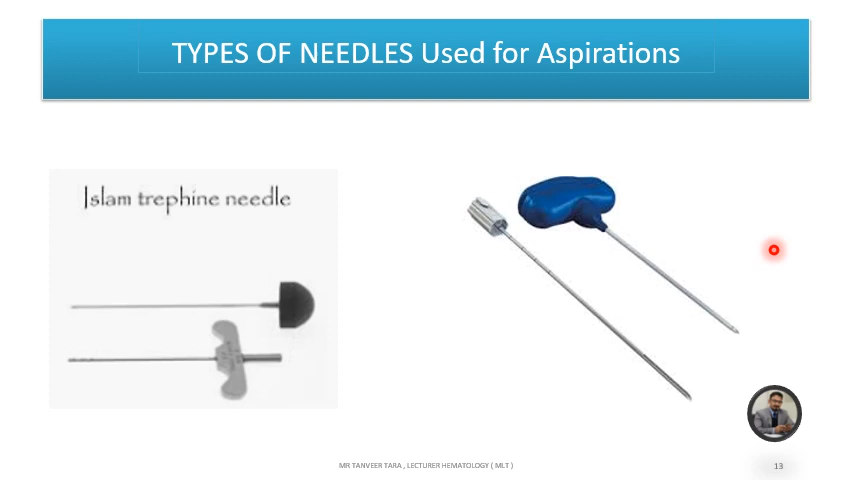 TYPES OF NEEDLES Used for Aspirations
Islam trephine needle
MR TANVEER TARA , LECTURER HEMATOLOGY ( MLT )
13